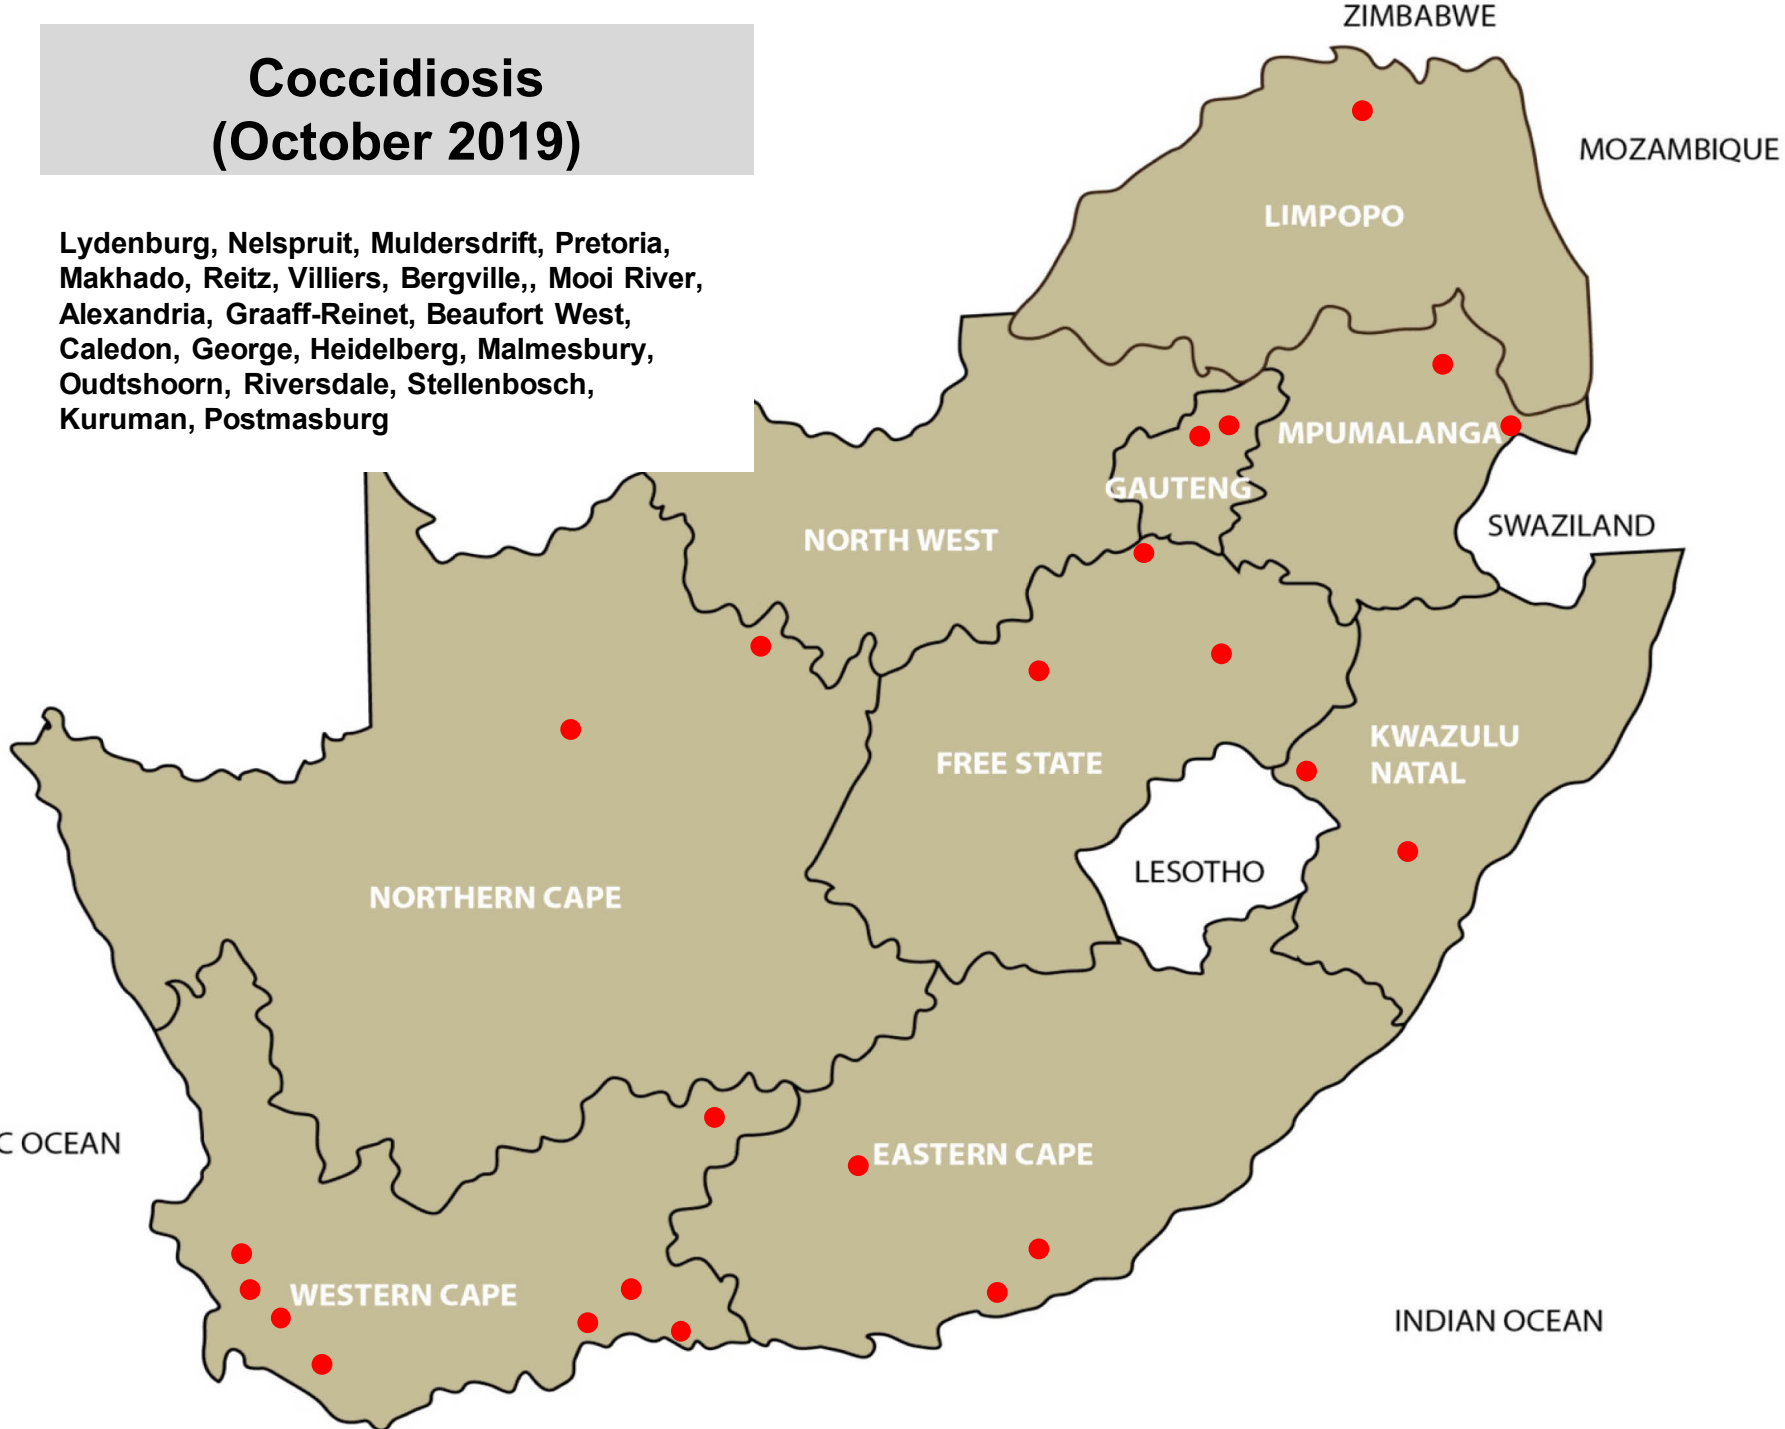 Coccidiosis
(October 2019)
Lydenburg, Nelspruit, Muldersdrift, Pretoria,
Makhado, Reitz, Villiers, Bergville,, Mooi River,
Alexandria, Graaff-Reinet, Beaufort West,
Caledon, George, Heidelberg, Malmesbury,
Oudtshoorn, Riversdale, Stellenbosch,
Kuruman, Postmasburg
ZIMBABWE
MOZAMBIQUE
LIMPOPO
MPUMALANGA
GAUTENG
SWAZILAND
NORTH WEST
KWAZULU
NATAL
FREE STATE
LESOTHO
NORTHERN CAPE
C OCEAN
EASTERN CAPE
WESTERN CAPE
INDIAN OCEAN